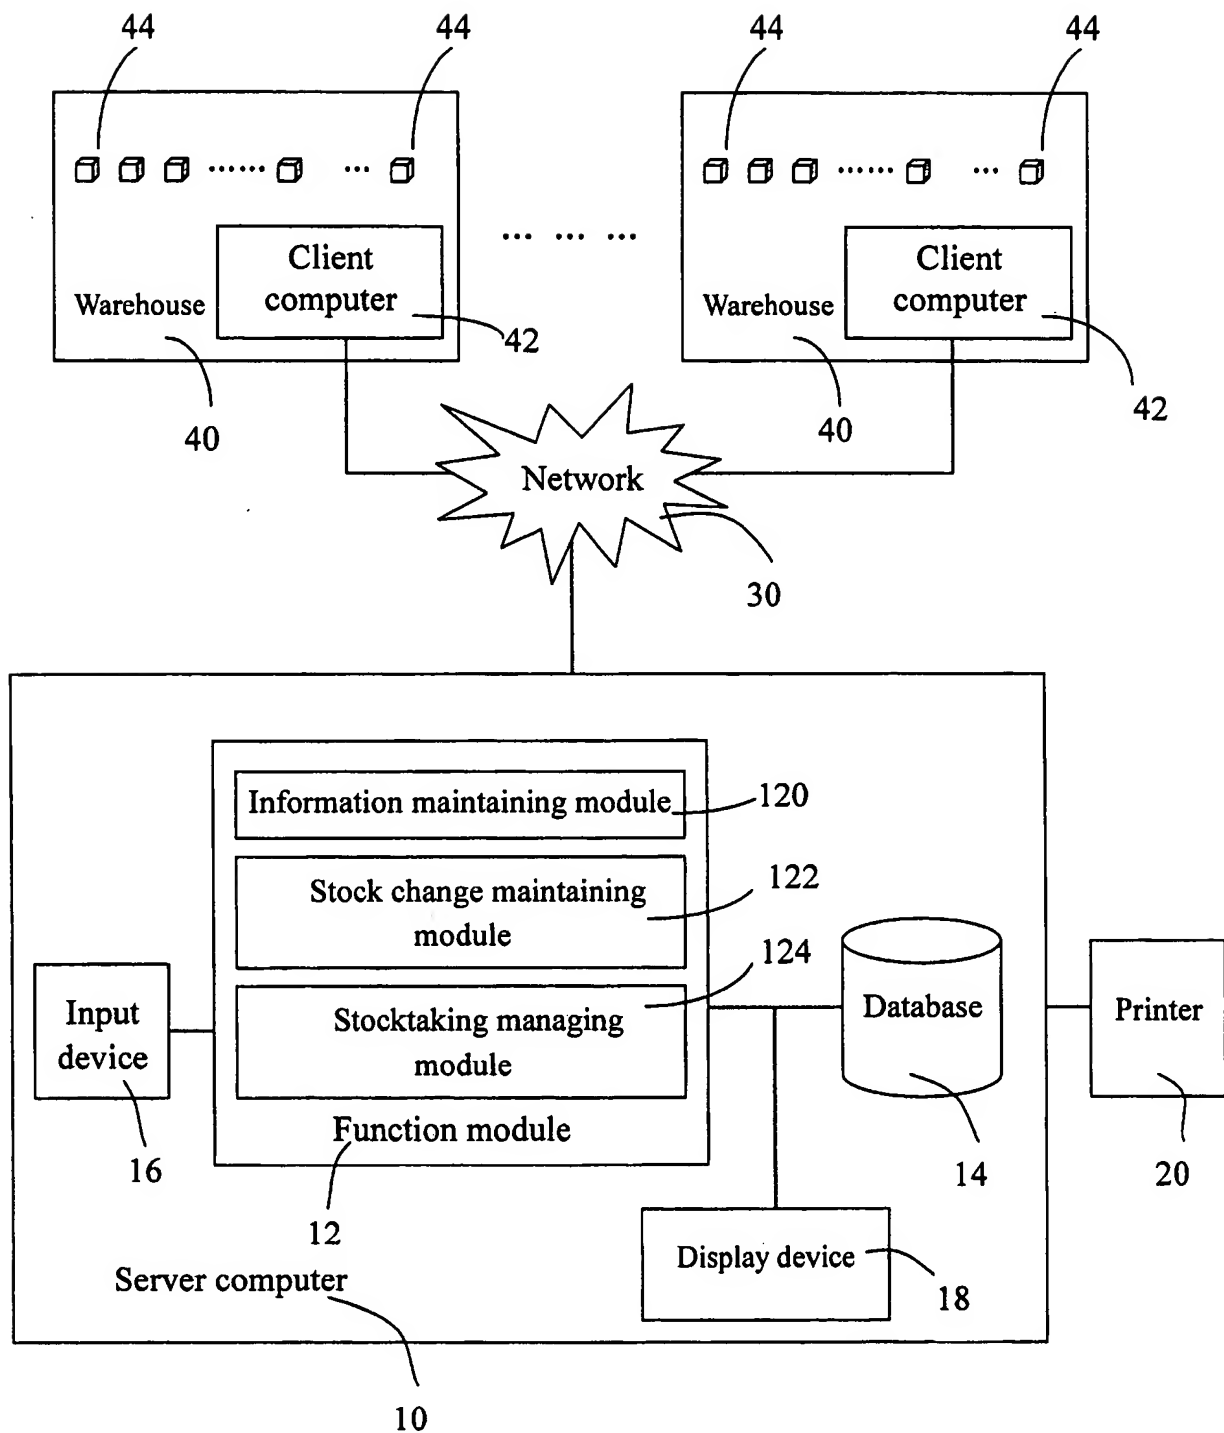 44 44 44 44
...... ... ...... ...
... ... ...
Client
computer
Client
computer
Warehouse
Warehouse
42
42
40
40
Network
30
Information maintaining module
120
Stock change maintaining
module
122
124
Stocktaking managing
module
Input
device
Database
Printer
Function module
16
14
20
12
Display device
18
Server computer
10